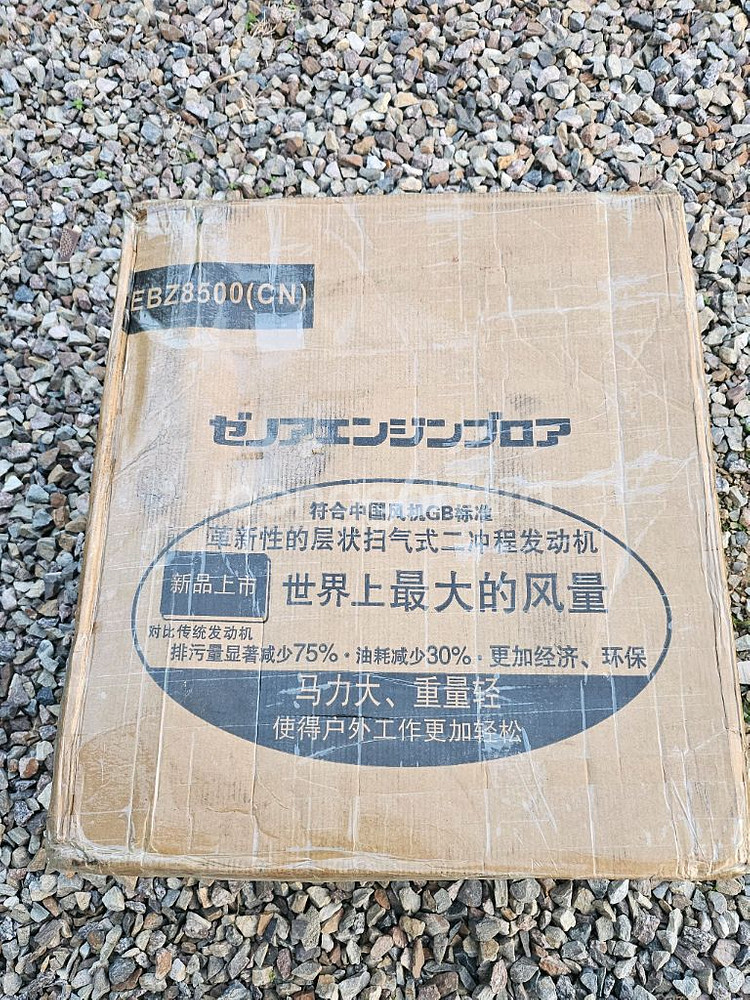 EBZ8500(CN)
ゼノアエンジンブロア
符合中国风机GB标准
革新性的层状扫气式二冲程发动机
新品上市
世界上最大的风量
对比传统发动机
排污量显著减少75%·油耗减少30%·更加经济、环保
马力大、重量轻
使得户外工作更加轻松